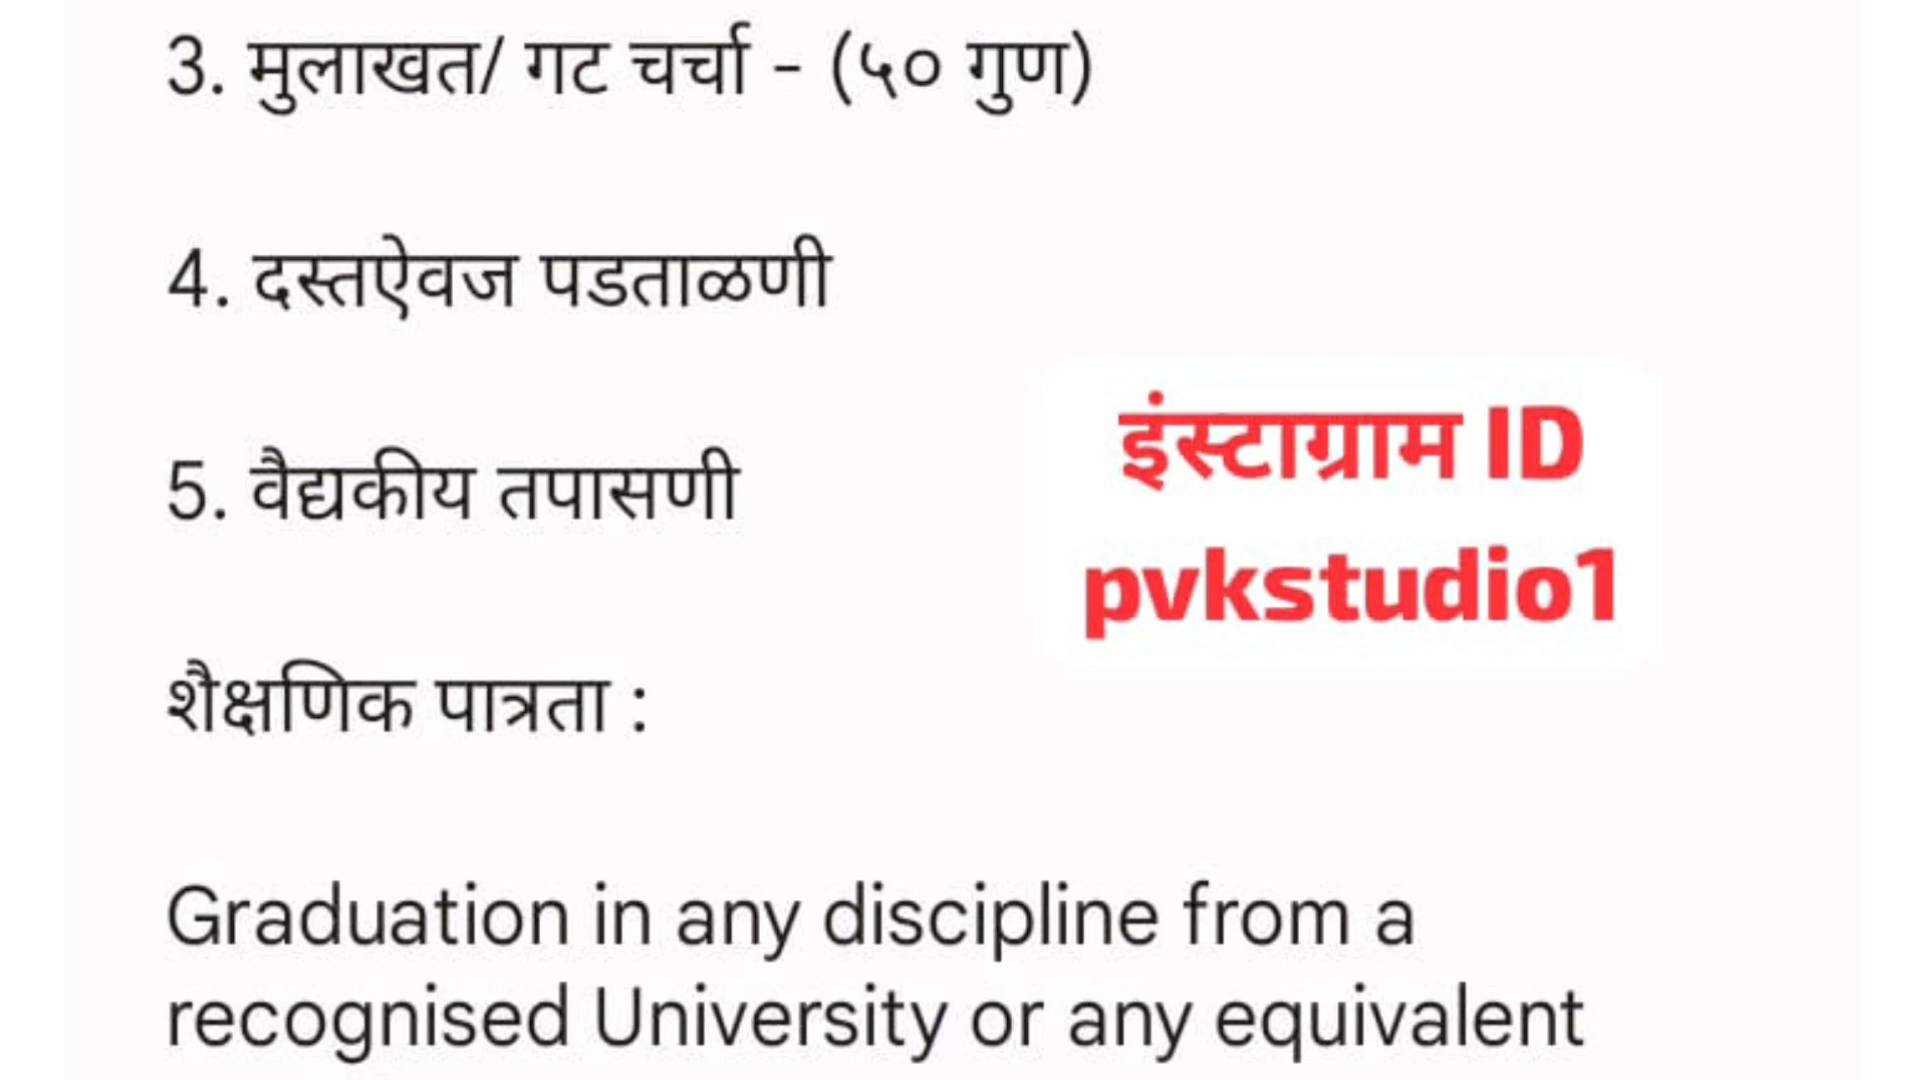 3. मुलाखत/ गट चर्चा - (५० गुण)
4. दस्तऐवज पडताळणी
5. वैद्यकीय तपासणी
इंस्टाग्राम ID
pvkstudio1
शैक्षणिक पात्रता :
Graduation in any discipline from a
recognised University or any equivalent